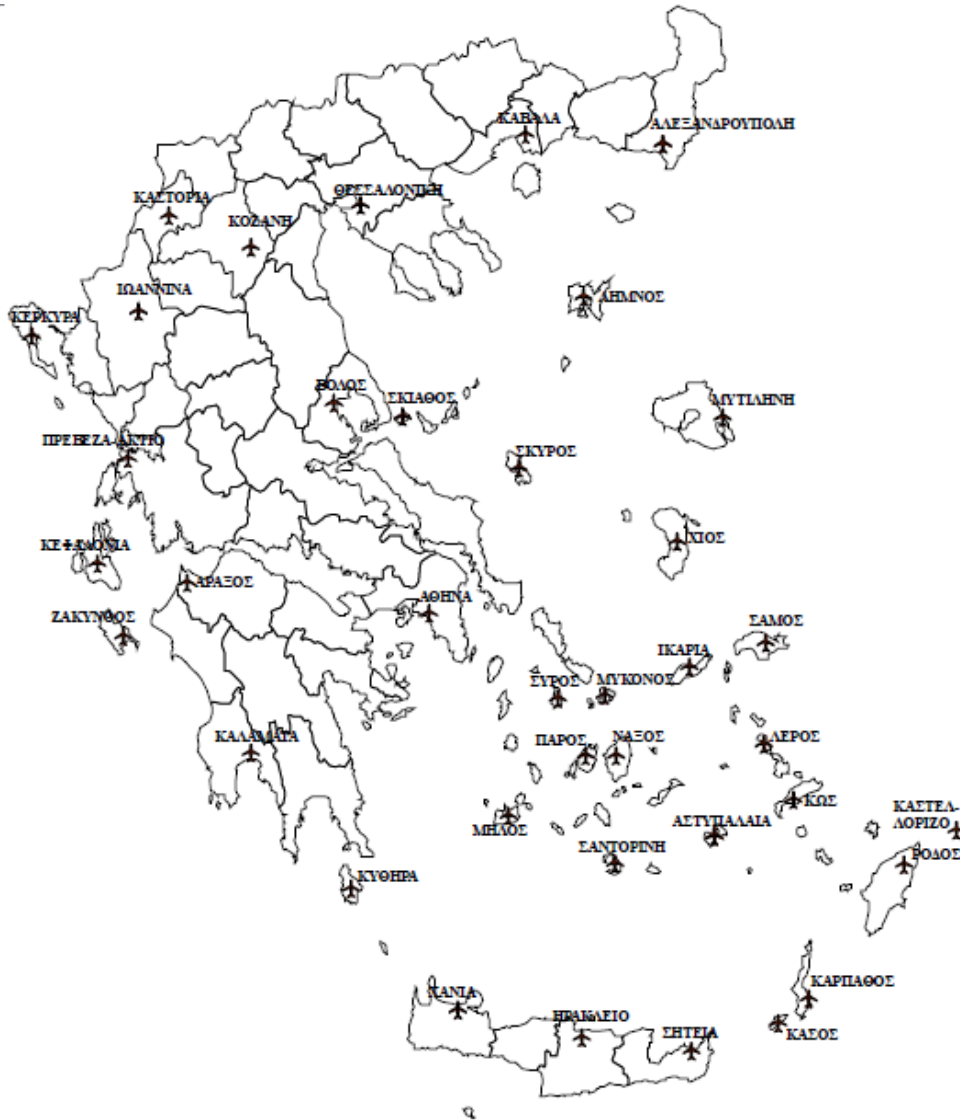 ΚΑΒΑΛΑ
ΑΛΕΞΑΝΔΡΟΥΠΟΛΗ
ΚΑΣΤΟΡΙΑ
ΘΕΣΣΑΛΟΝΙΚΗ
ΚΟΖΑΝΗ
ΙΩΑΝΝΙΝΑ
ΛΗΜΝΟΣ
ΚΕΡΚΥΡΑ
ΒΟΛΟΣ
ΣΚΙΑΘΟΣ
ΜΥΤΙΛΗΝΗ
ΠΡΕΒΕΖΑ-ΑΚΤΙΟ
ΣΚΥΡΟΣ
ΧΙΟΣ
ΚΕΦΑΛΟΝΙΑ
ΑΡΑΞΟΣ
ΑΘΗΝΑ
ΖΑΚΥΝΘΟΣ
ΣΑΜΟΣ
ΙΚΑΡΙΑ
ΣΥΡΟΣ
ΜΥΚΟΝΟΣ
ΚΑΛΑΜΑΤΑ
ΠΑΡΟΣ
ΝΑΞΟΣ
ΛΕΡΟΣ
ΚΩΣ
ΚΑΣΤΕΛ-
ΛΟΡΙΖΟ
ΜΗΛΟΣ
ΑΣΤΥΠΑΛΑΙΑ
ΣΑΝΤΟΡΙΝΗ
ΡΟΔΟΣ
ΚΥΘΗΡΑ
ΚΑΡΠΑΘΟΣ
ΧΑΝΙΑ
ΗΡΑΚΛΕΙΟ
ΣΗΤΕΙΑ
ΚΑΣΟΣ